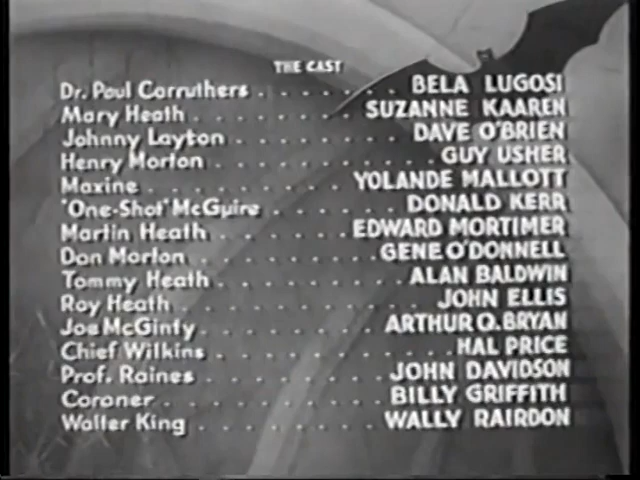 THE CAST
Dr. Paul Carruthers . . . . . . . BELA LUGOSI
Mary Heath . . . . . . . . SUZANNE KAAREN
Johnny Layton . . . . . . . . DAVE O'BRIEN
Henry Morton . . . . . . . . . . GUY USHER
Maxine . . . . . . . . . YOLANDE MALLOTT
"One-Shot" McGuire . . . . . . DONALD KERR
Martin Heath . . . . . . EDWARD MORTIMER
Don Morton . . . . . . . . GENE O'DONNELL
Tommy Heath . . . . . . . . ALAN BALDWIN
Roy Heath . . . . . . . . . . . JOHN ELLIS
Joe McGinty . . . . . . . ARTHUR Q. BRYAN
Chief Wilkins . . . . . . . . . . HAL PRICE
Prof. Raines . . . . . . . . JOHN DAVIDSON
Coroner . . . . . . . . . . BILLY GRIFFITH
Walter King . . . . . . . . WALLY RAIRDON